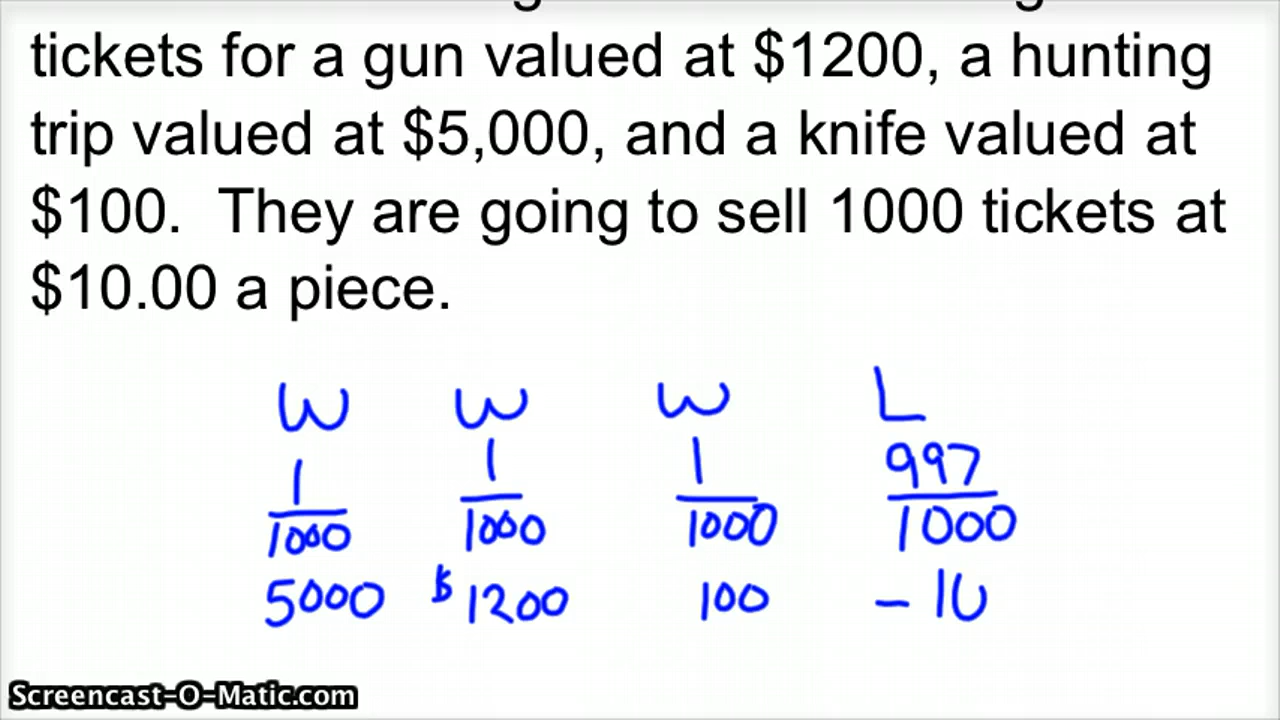 tickets for a gun valued at $1200, a hunting
trip valued at $5,000, and a knife valued at
$100. They are going to sell 1000 tickets at
$10.00 a piece.
W W W L
1/1000 1/1000 1/1000 997/1000
5000 $1200 100 - 10
Screencast-O-Matic.com